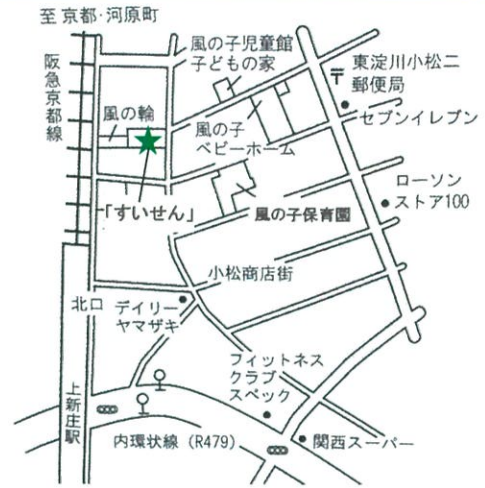 至 京都・河原町
阪急京都線
風の子児童館
子どもの家
東淀川小松二
郵便局
セブンイレブン
風の輪
風の子
ベビーホーム
ローソン
ストア100
「すいせん」
風の子保育園
小松商店街
北口
デイリー
ヤマザキ
フィットネス
クラブ
スペック
上新庄駅
内環状線（R479）
関西スーパー